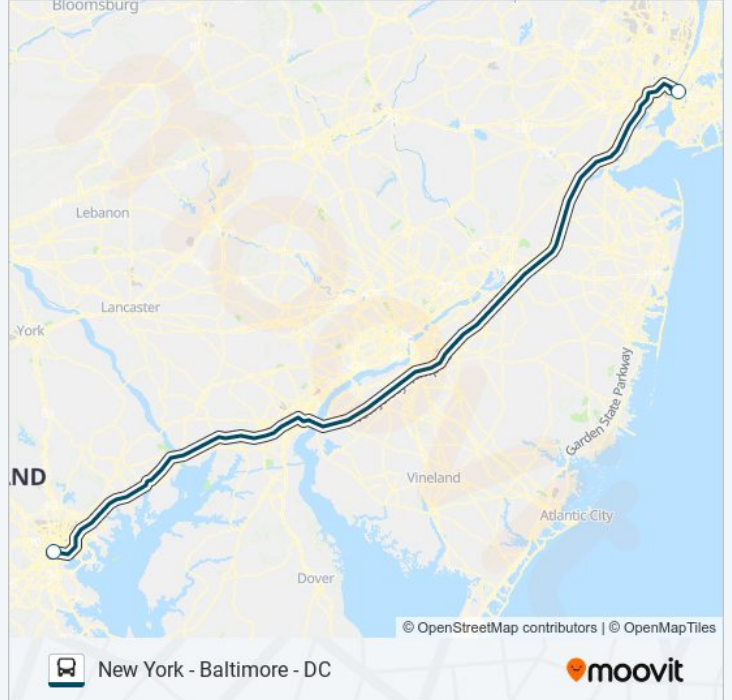 Bloomsburg
Lebanon
Lancaster
York
Garden State Parkway
.ND
Vineland
Atlantic City
Dover
© OpenStreetMap contributors | © OpenMapTiles
New York - Baltimore - DC
moovit